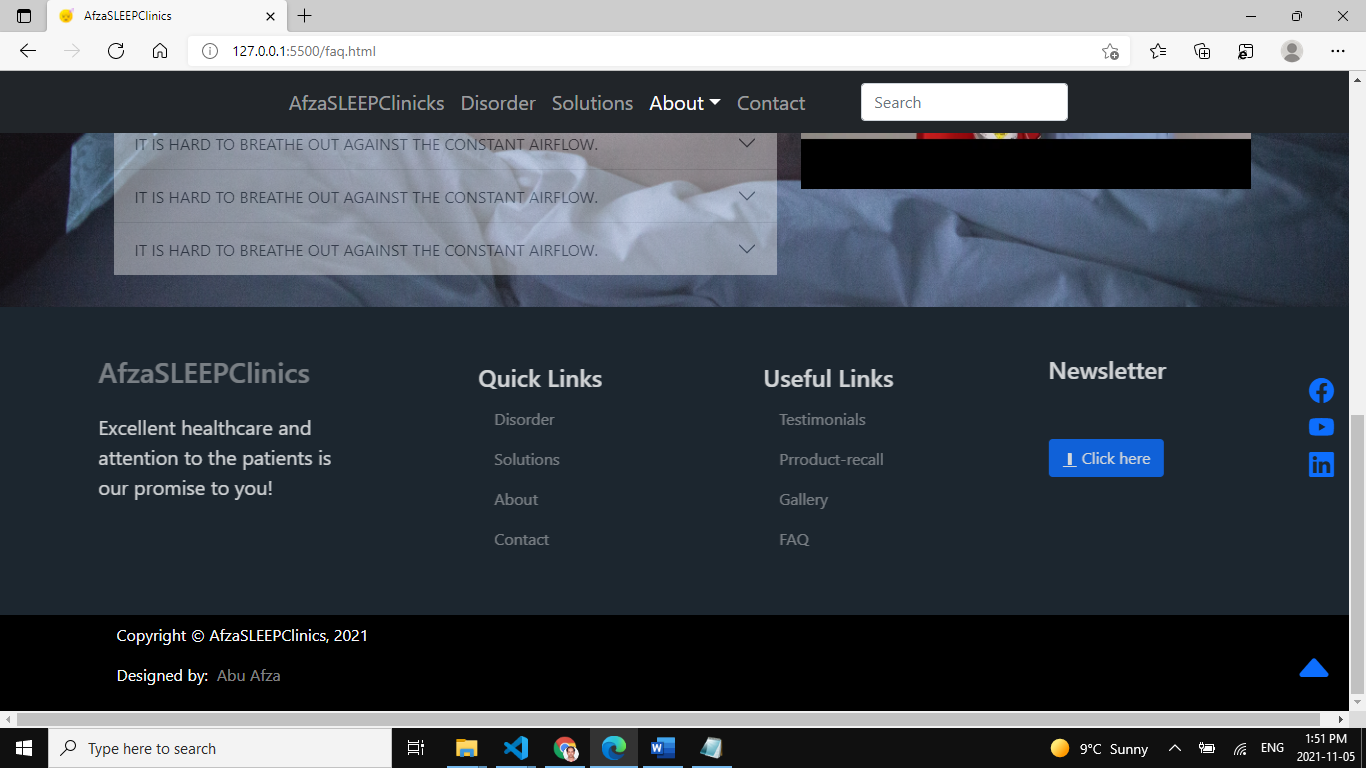 AfzaSLEEPClinics
127.0.0.1:5500/faq.html
AfzaSLEEPClinicks Disorder Solutions About Contact Search
IT IS HARD TO BREATHE OUT AGAINST THE CONSTANT AIRFLOW.
IT IS HARD TO BREATHE OUT AGAINST THE CONSTANT AIRFLOW.
IT IS HARD TO BREATHE OUT AGAINST THE CONSTANT AIRFLOW.
AfzaSLEEPClinics
Excellent healthcare and
attention to the patients is
our promise to you!
Quick Links
Disorder
Solutions
About
Contact
Useful Links
Testimonials
Prroduct-recall
Gallery
FAQ
Newsletter
Click here
Copyright © AfzaSLEEPClinics, 2021
Designed by: Abu Afza
Type here to search
9°C Sunny
ENG
1:51 PM
2021-11-05